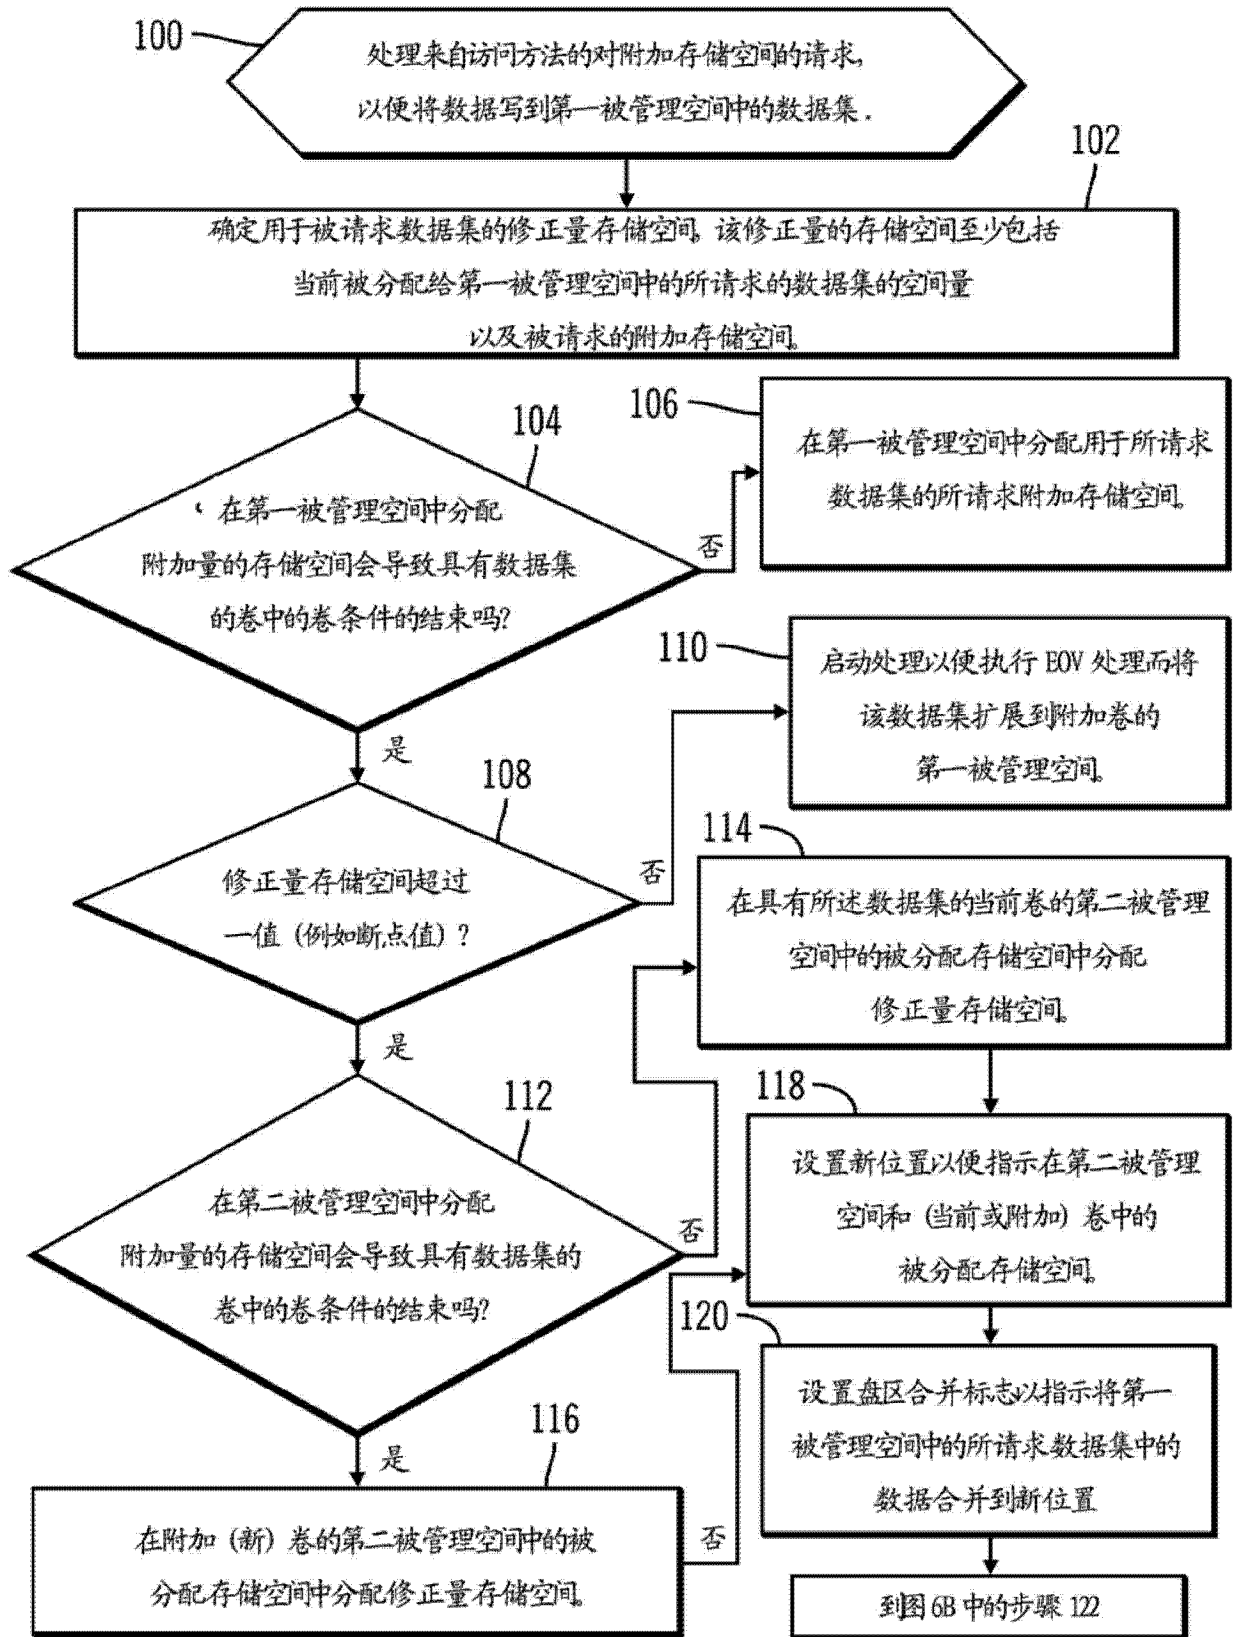 100
处理来自访问方法的对附加存储空间的请求,
以便将数据写到第一被管理空间中的数据集.
102
确定用于被请求数据集的修正量存储空间。该修正量的存储空间至少包括
当前被分配给第一被管理空间中的所请求的数据集的空间量
以及被请求的附加存储空间。
104
在第一被管理空间中分配
附加量的存储空间会导致具有数据集
的卷中的卷条件的结束吗?
否
106
在第一被管理空间中分配用于所请求
数据集的所请求附加存储空间。
是
108
修正量存储空间超过
一值 (例如断点值) ?
否
110
启动处理以便执行 EOV 处理而将
该数据集扩展到附加卷的
第一被管理空间。
是
112
在第二被管理空间中分配
附加量的存储空间会导致具有数据集的
卷中的卷条件的结束吗?
否
114
在具有所述数据集的当前卷的第二被管理
空间中的被分配存储空间中分配
修正量存储空间。
是
116
在附加 (新) 卷的第二被管理空间中的被
分配存储空间中分配修正量存储空间。
否
118
设置新位置以便指示在第二被管理
空间和 (当前或附加) 卷中的
被分配存储空间。
120
设置盘区合并标志以指示将第一
被管理空间中的所请求数据集中的
数据合并到新位置
到图6B 中的步骤 122